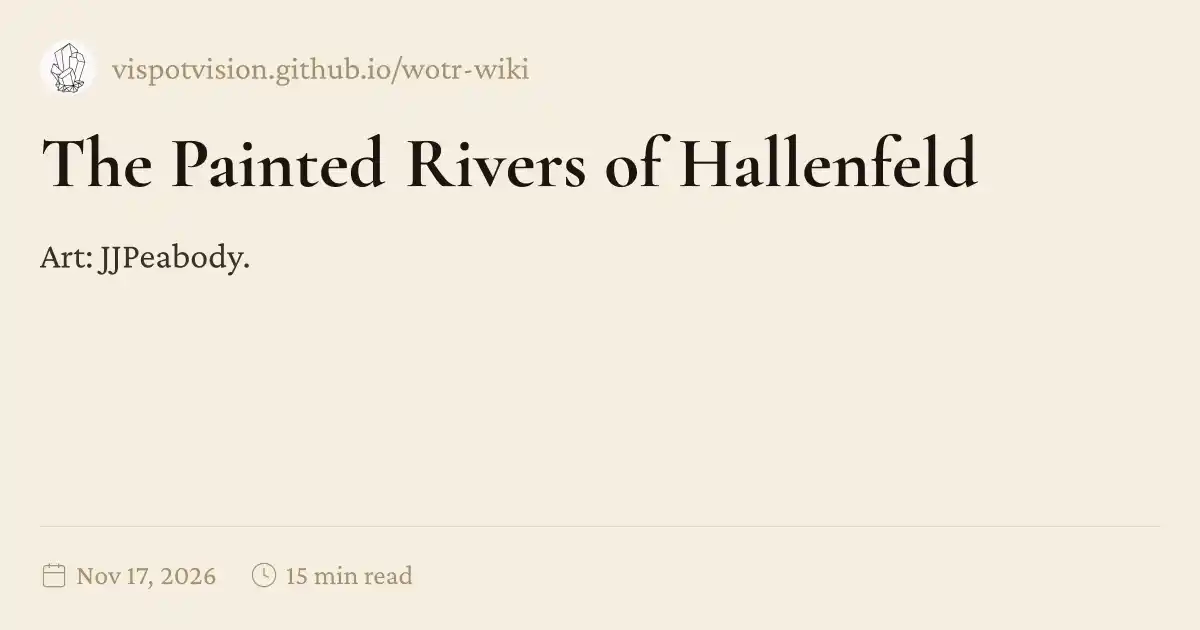 vispotvision.github.io/wotr-wiki
The Painted Rivers of Hallenfeld
Art: JJPeabody.
Nov 17, 2026 15 min read